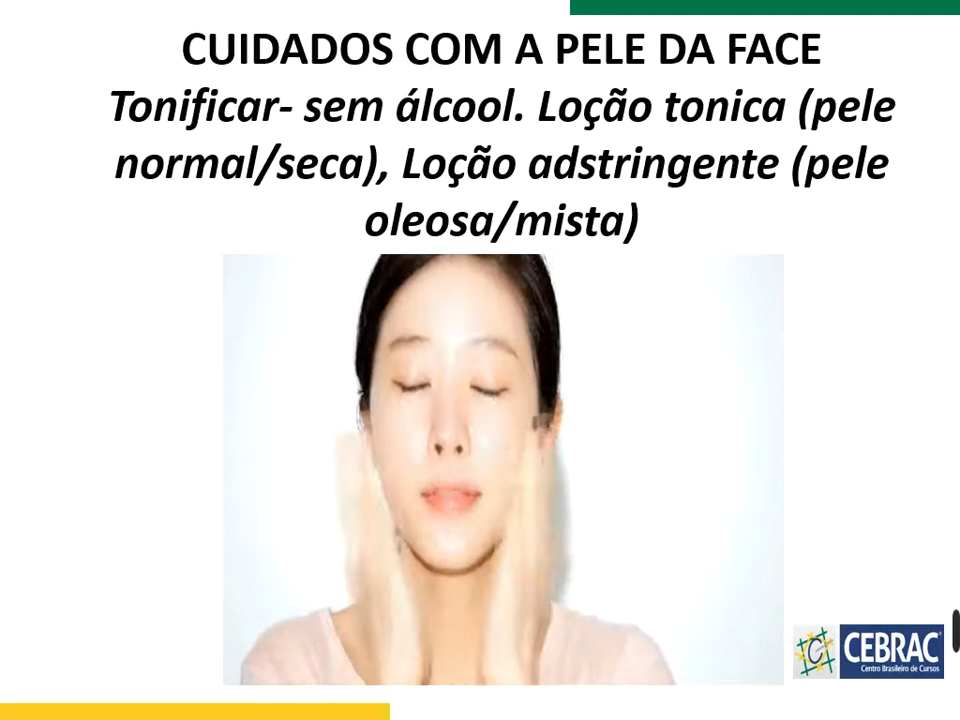 CUIDADOS COM A PELE DA FACE
Tonificar- sem álcool. Loção tonica (pele
normal/seca), Loção adstringente (pele
oleosa/mista)
CEBRAC
Centro Brasileiro de Cursos